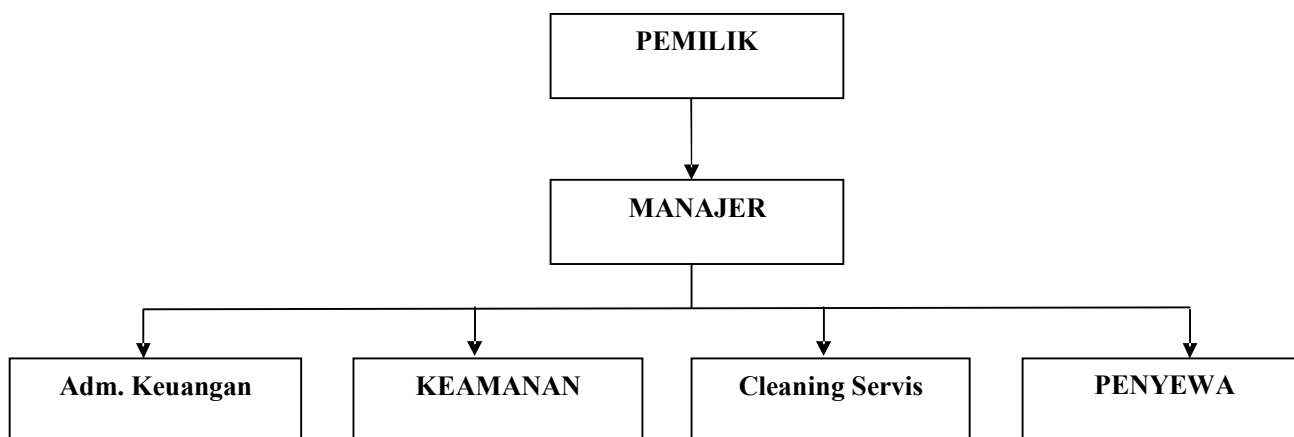 PEMILIK
MANAJER
Adm. Keuangan
KEAMANAN
Cleaning Servis
PENYEWA